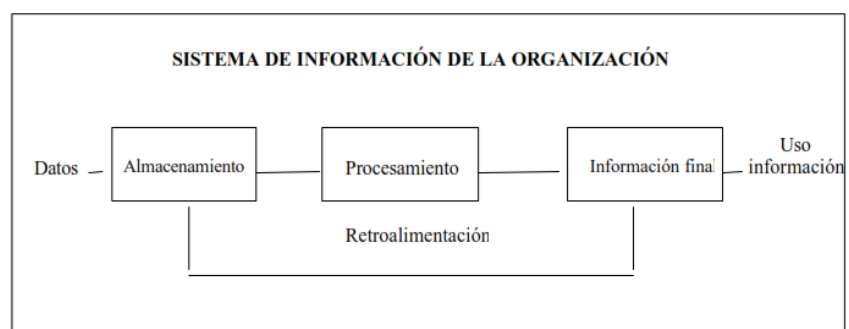 SISTEMA DE INFORMACIÓN DE LA ORGANIZACIÓN
Datos
Almacenamiento
Procesamiento
Información final
Uso
información
Retroalimentación